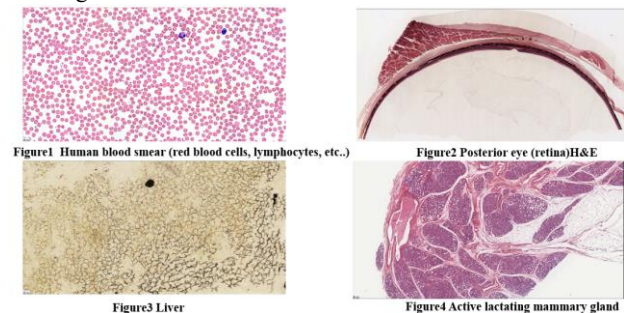 Figure1 Human blood smear (red blood cells, lymphocytes, etc..)
Figure2 Posterior eye (retina)H&E
Figure3 Liver
Figure4 Active lactating mammary gland